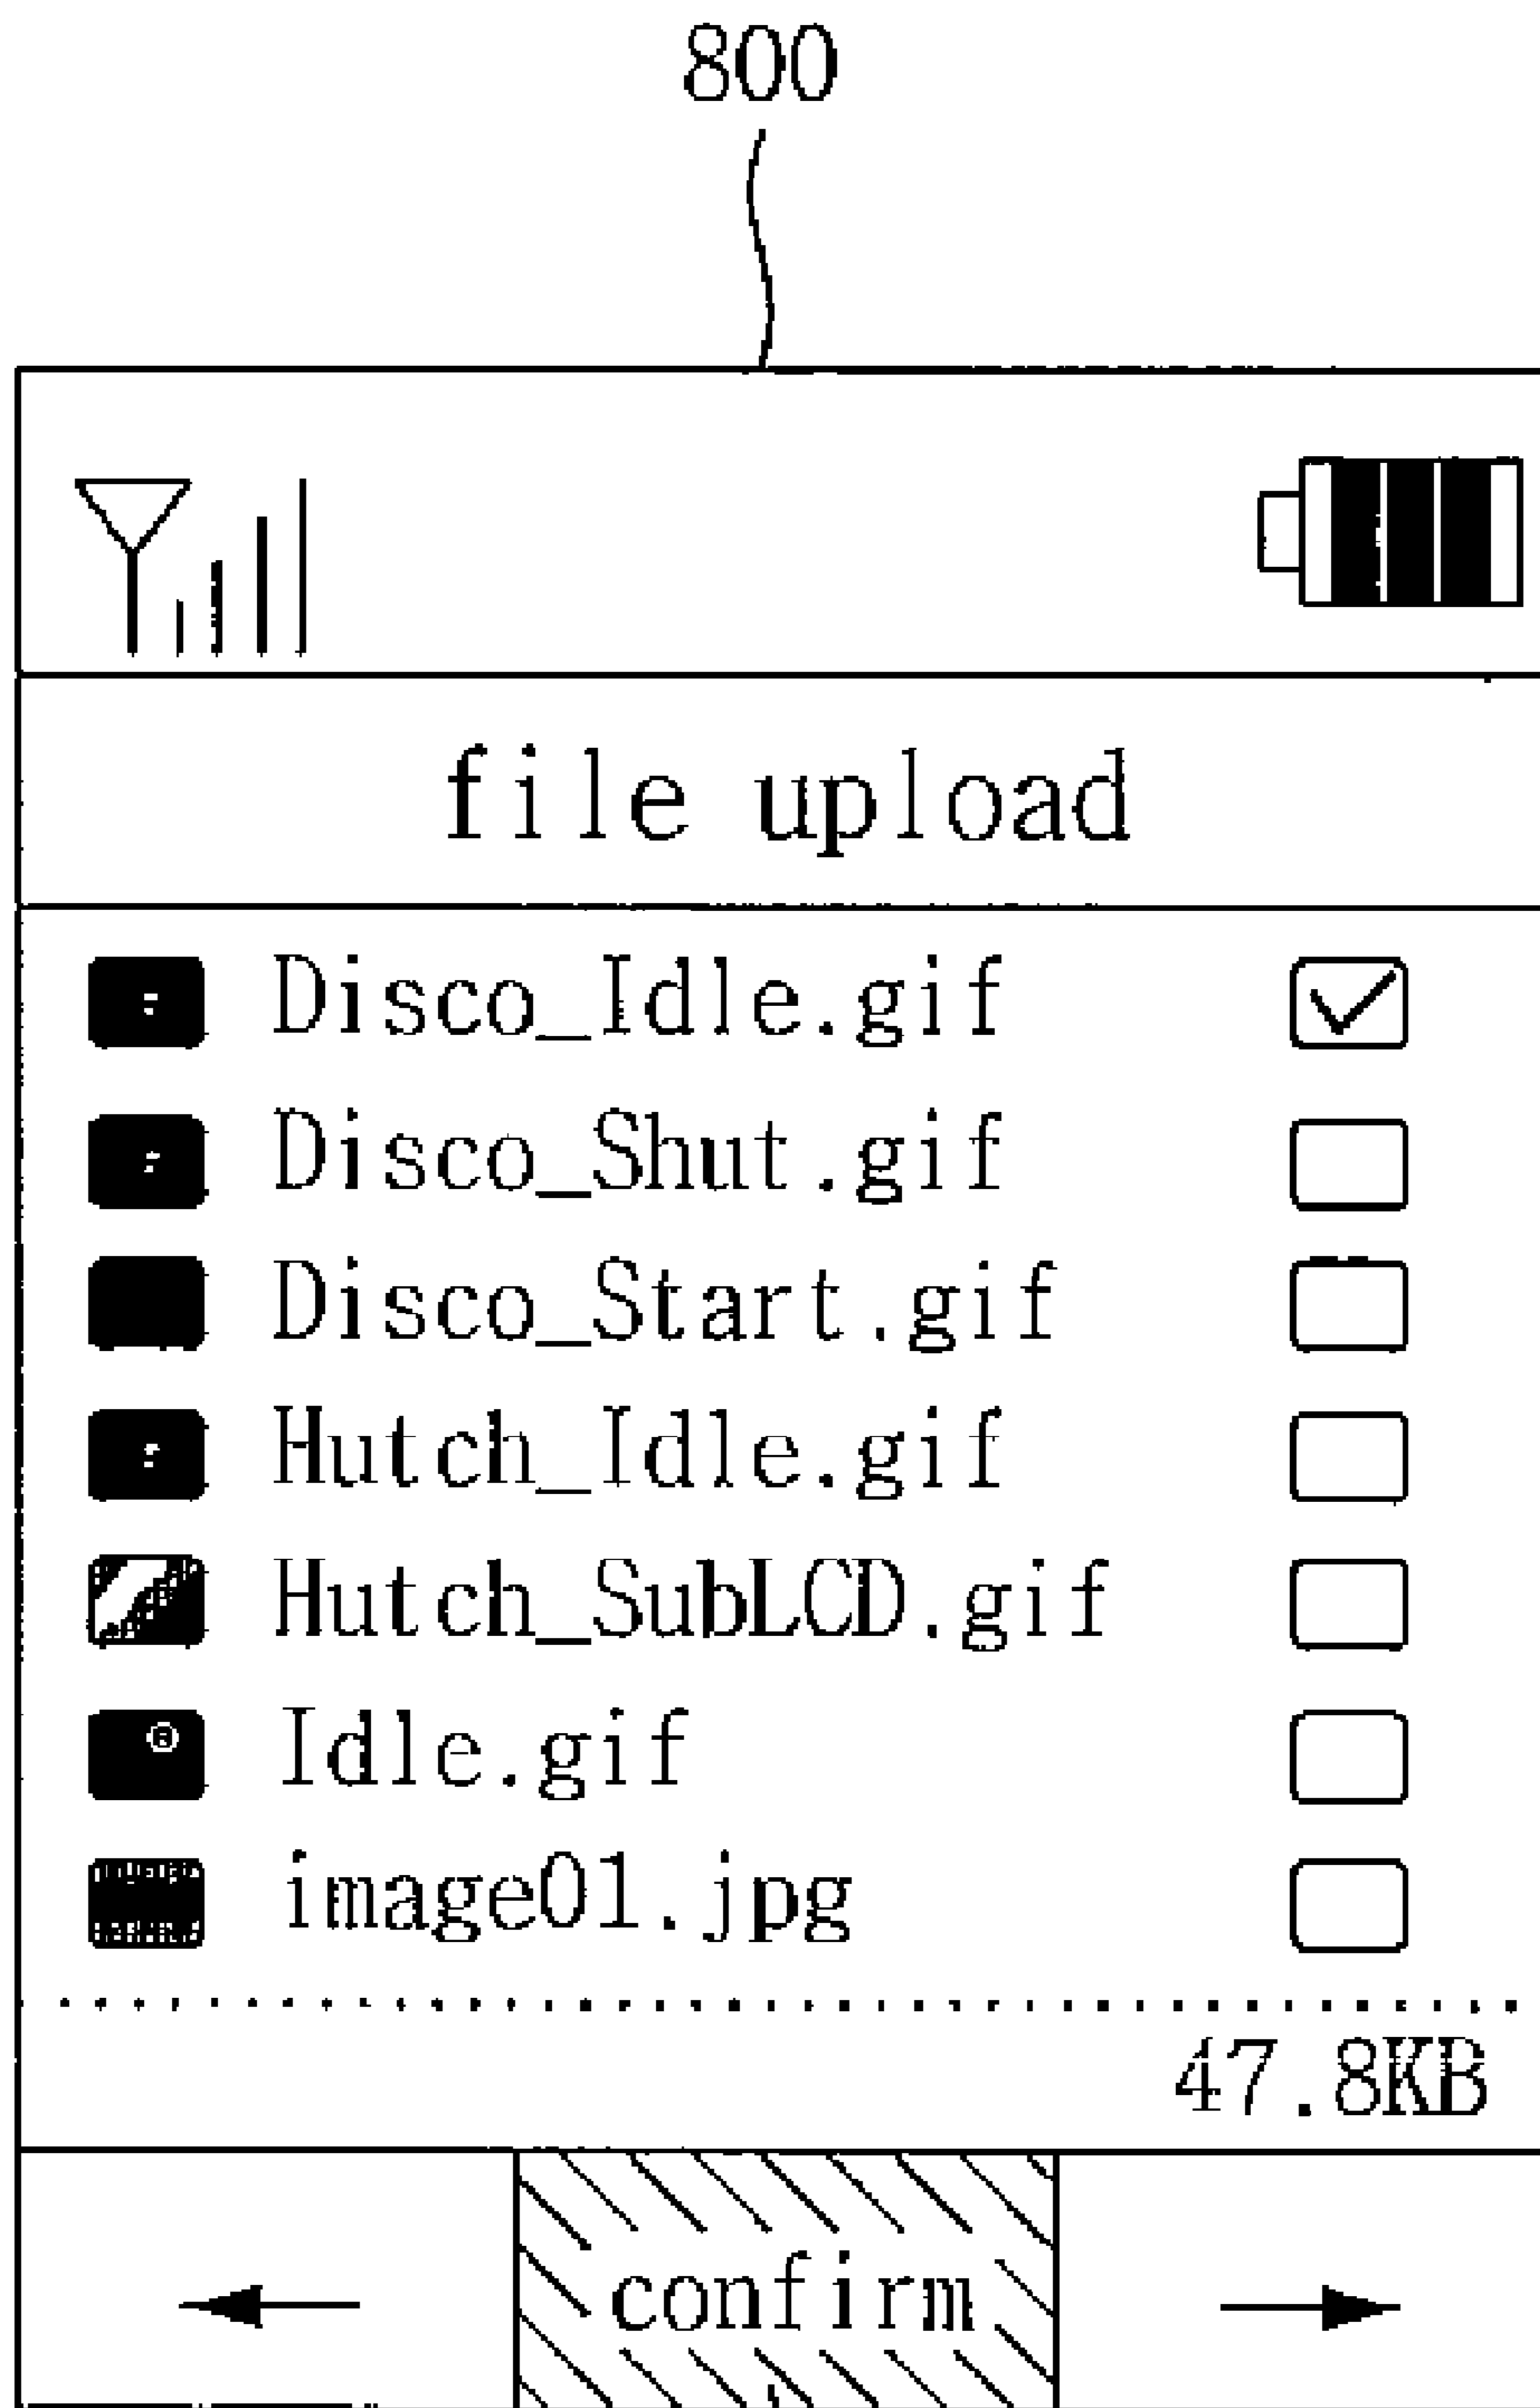 800
file upload
Disco_Idle.gif
Disco_Shut.gif
Disco_Start.gif
Hutch_Idle.gif
Hutch_SubLCD.gif
Idle.gif
image01.jpg
47.8KB
confirm